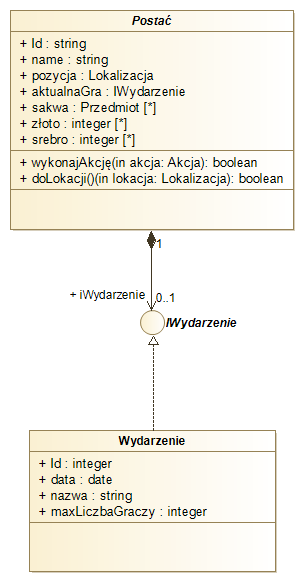 Postać
+ Id : string
+ name : string
+ pozycja : Lokalizacja
+ aktualnaGra : IWydarzenie
+ sakwa : Przedmiot [*]
+ złoto : integer [*]
+ srebro : integer [*]
+ wykonajAkcję(in akcja: Akcja): boolean
+ doLokacji()(in lokacja: Lokalizacja): boolean
1
+ iWydarzenie
0..1
IWydarzenie
Wydarzenie
+ Id : integer
+ data : date
+ nazwa : string
+ maxLiczbaGraczy : integer